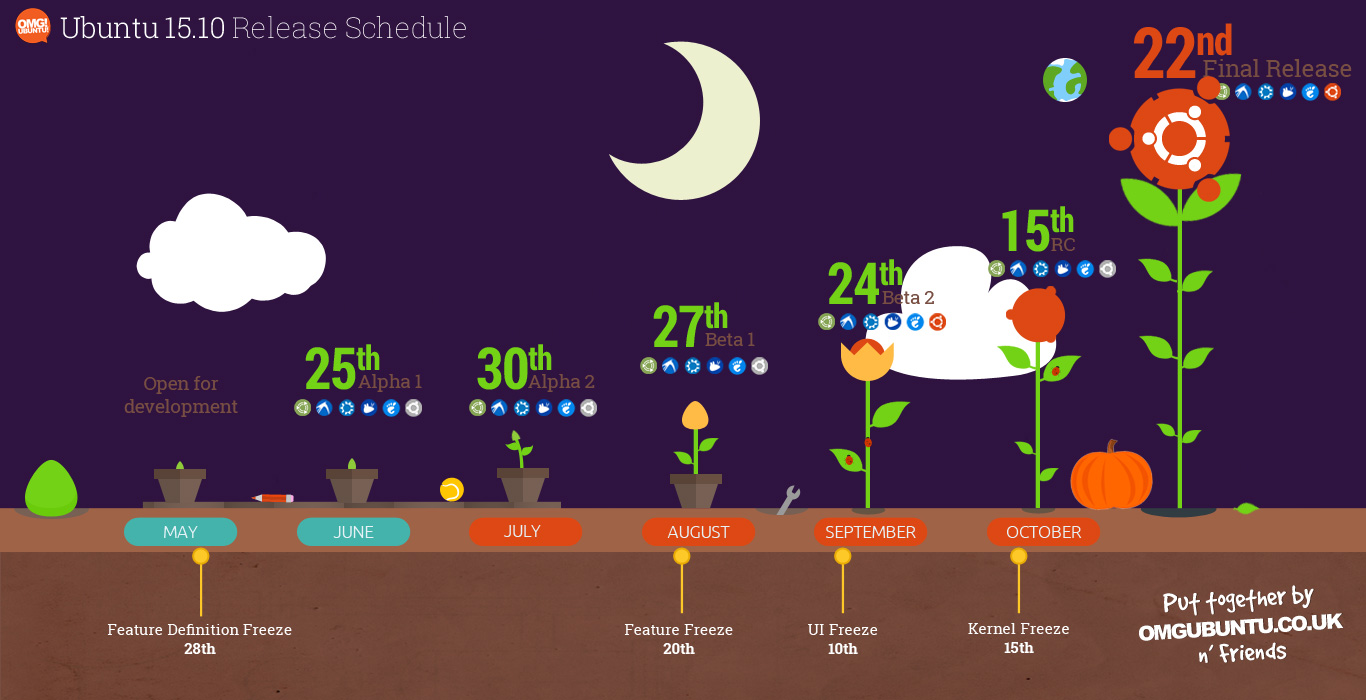 OMG!
UBUNTU!
Ubuntu 15.10 Release Schedule
22nd
Final Release
15th
RC
24th
Beta 2
27th
Beta 1
30th
Alpha 2
25th
Alpha 1
Open for
development
MAY
JUNE
JULY
AUGUST
SEPTEMBER
OCTOBER
Feature Definition Freeze
28th
Feature Freeze
20th
UI Freeze
10th
Kernel Freeze
15th
Put together by
OMGUBUNTU.CO.UK
n' friends